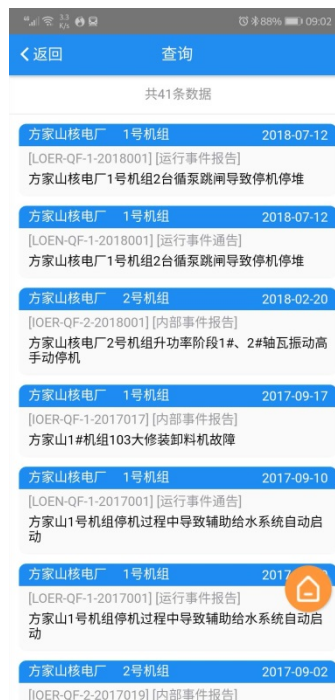 3.3
K/s
88%
09:02
返回
查询
共41条数据
方家山核电厂 1号机组 2018-07-12
[LOER-QF-1-2018001] [运行事件报告]
方家山核电厂1号机组2台循泵跳闸导致停机停堆
方家山核电厂 1号机组 2018-07-12
[LOEN-QF-1-2018001] [运行事件通告]
方家山核电厂1号机组2台循泵跳闸导致停机停堆
方家山核电厂 2号机组 2018-02-20
[IOER-QF-2-2018001] [内部事件报告]
方家山核电厂2号机组升功率阶段1#、2#轴瓦振动高
手动停机
方家山核电厂 1号机组 2017-09-17
[IOER-QF-1-2017017] [内部事件报告]
方家山1#机组103大修装卸料机故障
方家山核电厂 1号机组 2017-09-10
[LOEN-QF-1-2017001] [运行事件通告]
方家山1号机组停机过程中导致辅助给水系统自动启
动
方家山核电厂 1号机组 2017
[LOER-QF-1-2017001] [运行事件报告]
方家山1号机组停机过程中导致辅助给水系统自动启
动
方家山核电厂 2号机组 2017-09-02
[IOER-QF-2-2017019] [内部事件报告]